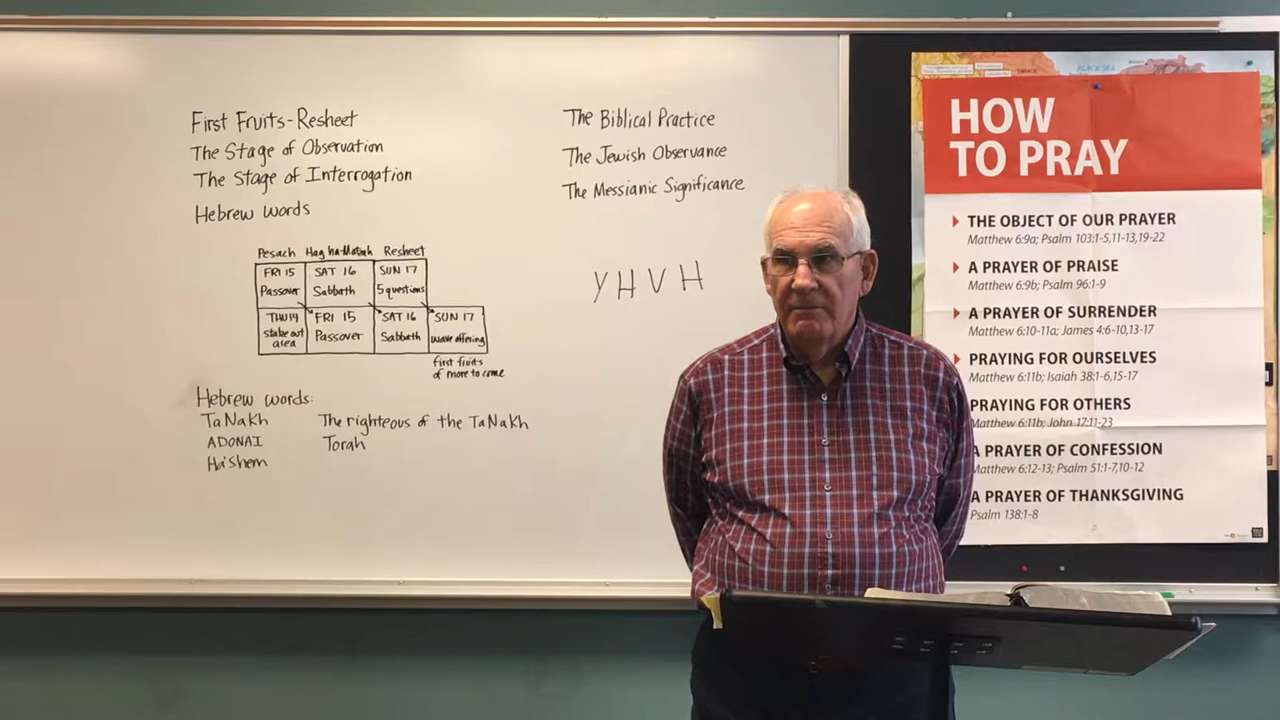 First Fruits-Resheet
The Stage of Observation
The Stage of Interrogation
Hebrew words
The Biblical Practice
The Jewish Observance
The Messianic Significance
Pesach Hag ha-Matzah Resheet
FRI 15 SAT 16 SUN 17
Passover Sabbath 5 questions
THU 14 FRI 15 SAT 16 SUN 17
stake out Passover Sabbath wave offering
area
first fruits
of more to come
YHVH
Hebrew words:
TaNaKh The righteous of the TaNaKh
ADONAI Torah
Ha'Shem
BLACK SEA
HOW
TO PRAY
THE OBJECT OF OUR PRAYER
Matthew 6:9a; Psalm 103:1-5,11-13,19-22
A PRAYER OF PRAISE
Matthew 6:9b; Psalm 96:1-9
A PRAYER OF SURRENDER
Matthew 6:10-11a; James 4:6-10,13-17
PRAYING FOR OURSELVES
Matthew 6:11b; Isaiah 38:1-6,15-17
PRAYING FOR OTHERS
Matthew 6:11b; John 17:11-23
A PRAYER OF CONFESSION
Matthew 6:12-13; Psalm 51:1-7,10-12
A PRAYER OF THANKSGIVING
Psalm 138:1-8